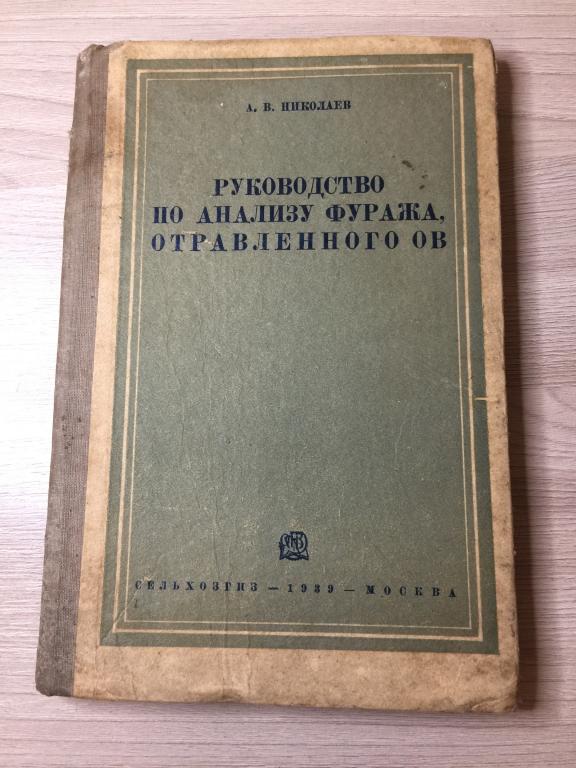 А. В. НИКОЛАЕВ
РУКОВОДСТВО
ПО АНАЛИЗУ ФУРАЖА,
ОТРАВЛЕННОГО ОВ
СЕЛЬХОЗГИЗ — 1939 — МОСКВА